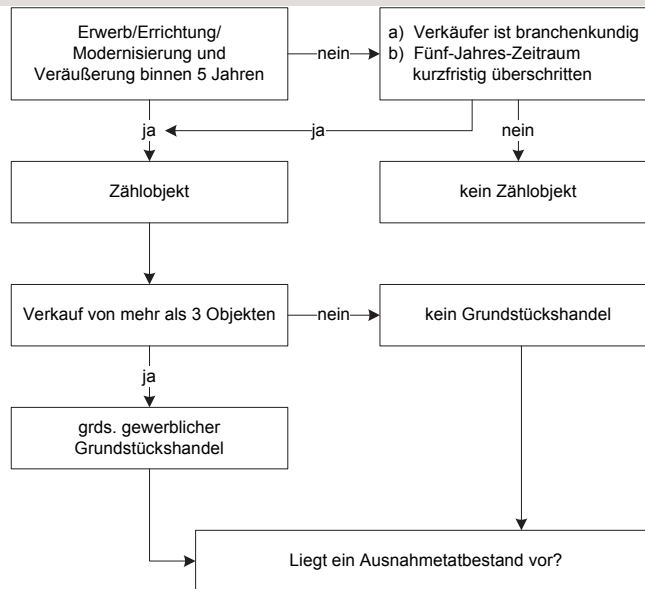 Erwerb/Errichtung/
Modernisierung und
Veräußerung binnen 5 Jahren
nein
a) Verkäufer ist branchenkundig
b) Fünf-Jahres-Zeitraum
kurzfristig überschritten
ja
ja
nein
Zählobjekt
kein Zählobjekt
Verkauf von mehr als 3 Objekten
nein
kein Grundstückshandel
ja
grds. gewerblicher
Grundstückshandel
Liegt ein Ausnahmetatbestand vor?